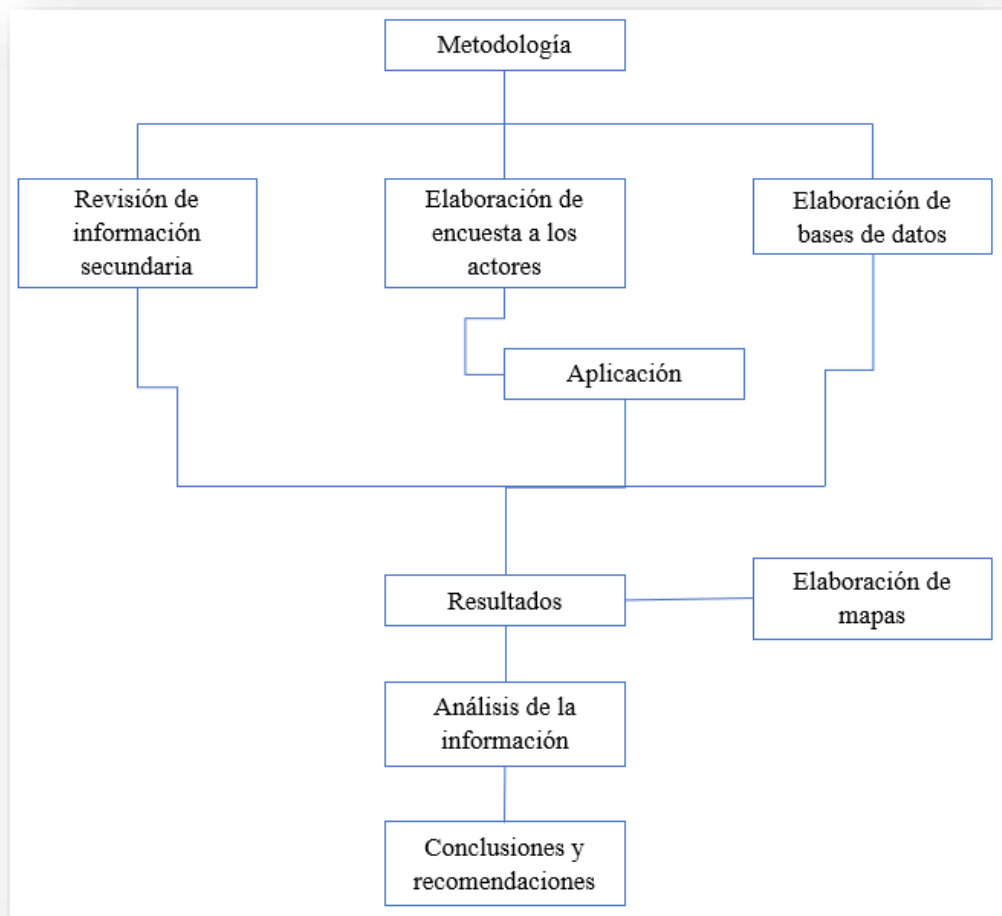 Metodología
Revisión de
información
secundaria
Elaboración de
encuesta a los
actores
Elaboración de
bases de datos
Aplicación
Resultados
Elaboración de
mapas
Análisis de la
información
Conclusiones y
recomendaciones